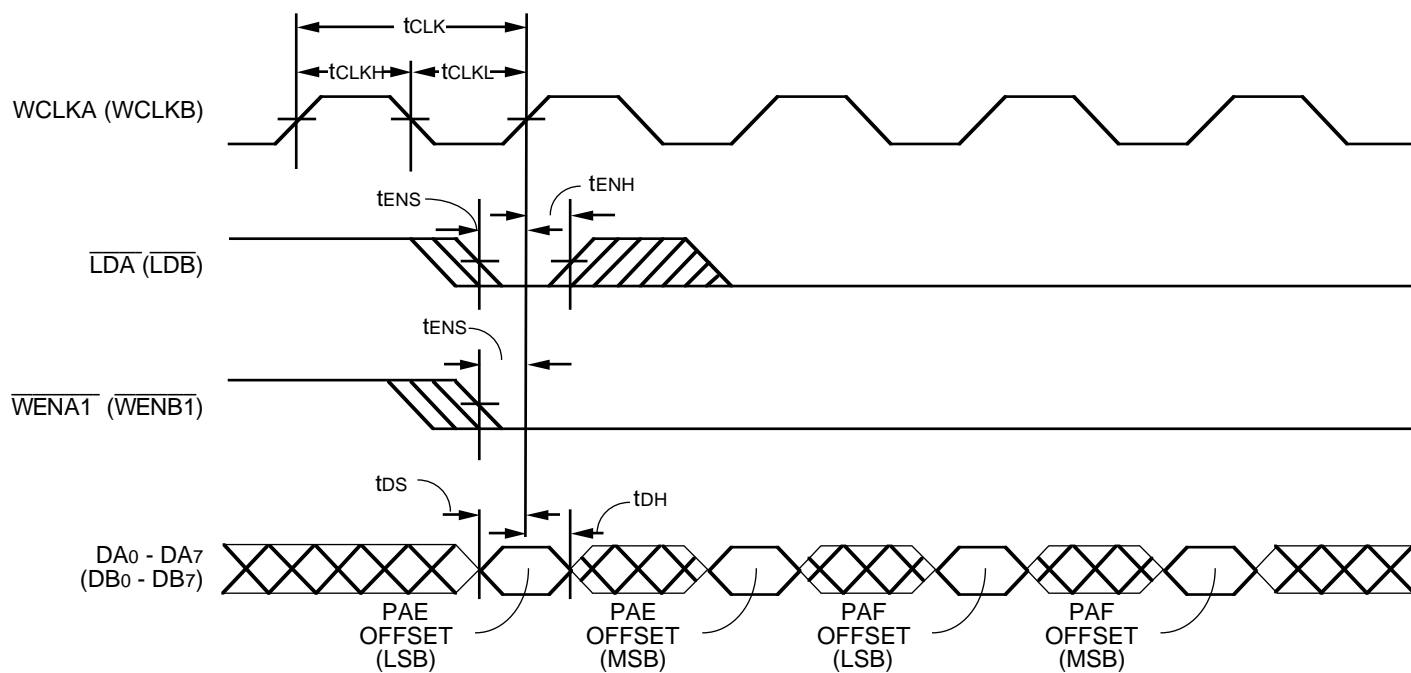 tCLK
tCLKH
tCLKL
WCLKA (WCLKB)
tENS
tENH
LDA (LDB)
tENS
WENA1 (WENB1)
tDS
tDH
DA0 - DA7
(DB0 - DB7)
PAE
OFFSET
(LSB)
PAE
OFFSET
(MSB)
PAF
OFFSET
(LSB)
PAF
OFFSET
(MSB)